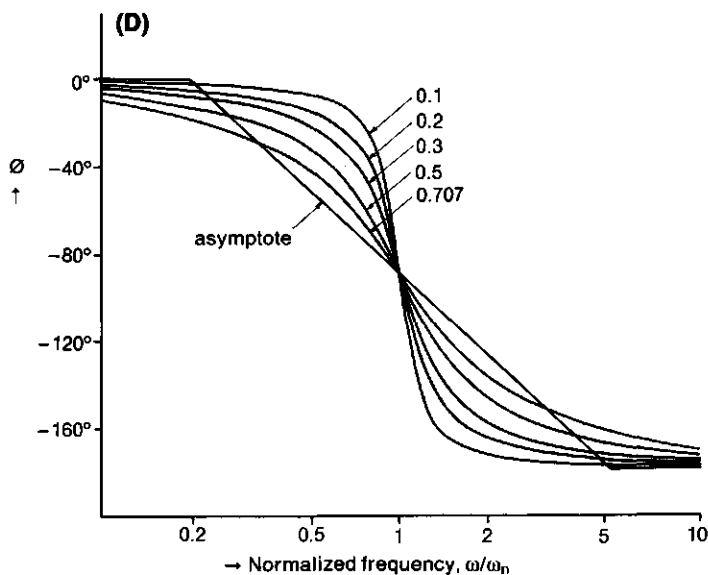 (D)
0°
Ø
→
−40°
−80°
−120°
−160°
0.1
0.2
0.3
0.5
0.707
asymptote
0.2 0.5 1 2 5 10
→ Normalized frequency, ω/ωn